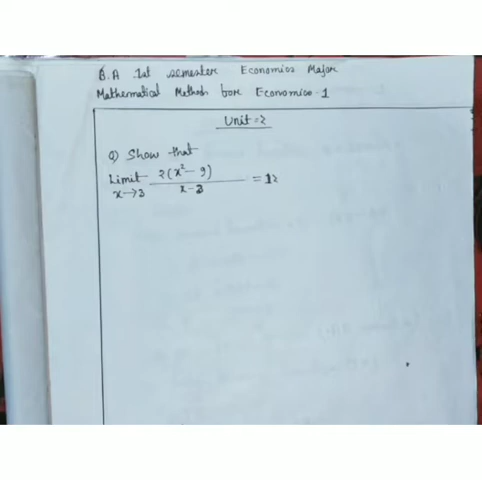 B.A 1st semester Economics Major
Mathematical Methods for Economics-1
Unit=2
Q) Show that
Limit 2(x² - 9) = 12
x→3 x-3